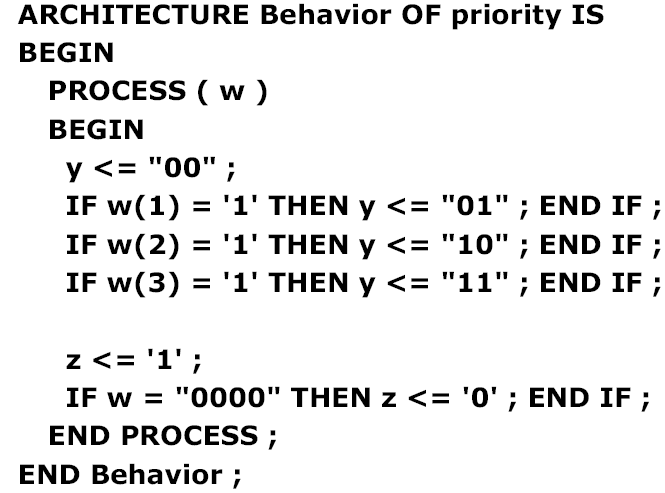 ARCHITECTURE Behavior OF priority IS
BEGIN
PROCESS ( w )
BEGIN
y <= "00" ;
IF w(1) = '1' THEN y <= "01" ; END IF ;
IF w(2) = '1' THEN y <= "10" ; END IF ;
IF w(3) = '1' THEN y <= "11" ; END IF ;
z <= '1' ;
IF w = "0000" THEN z <= '0' ; END IF ;
END PROCESS ;
END Behavior ;